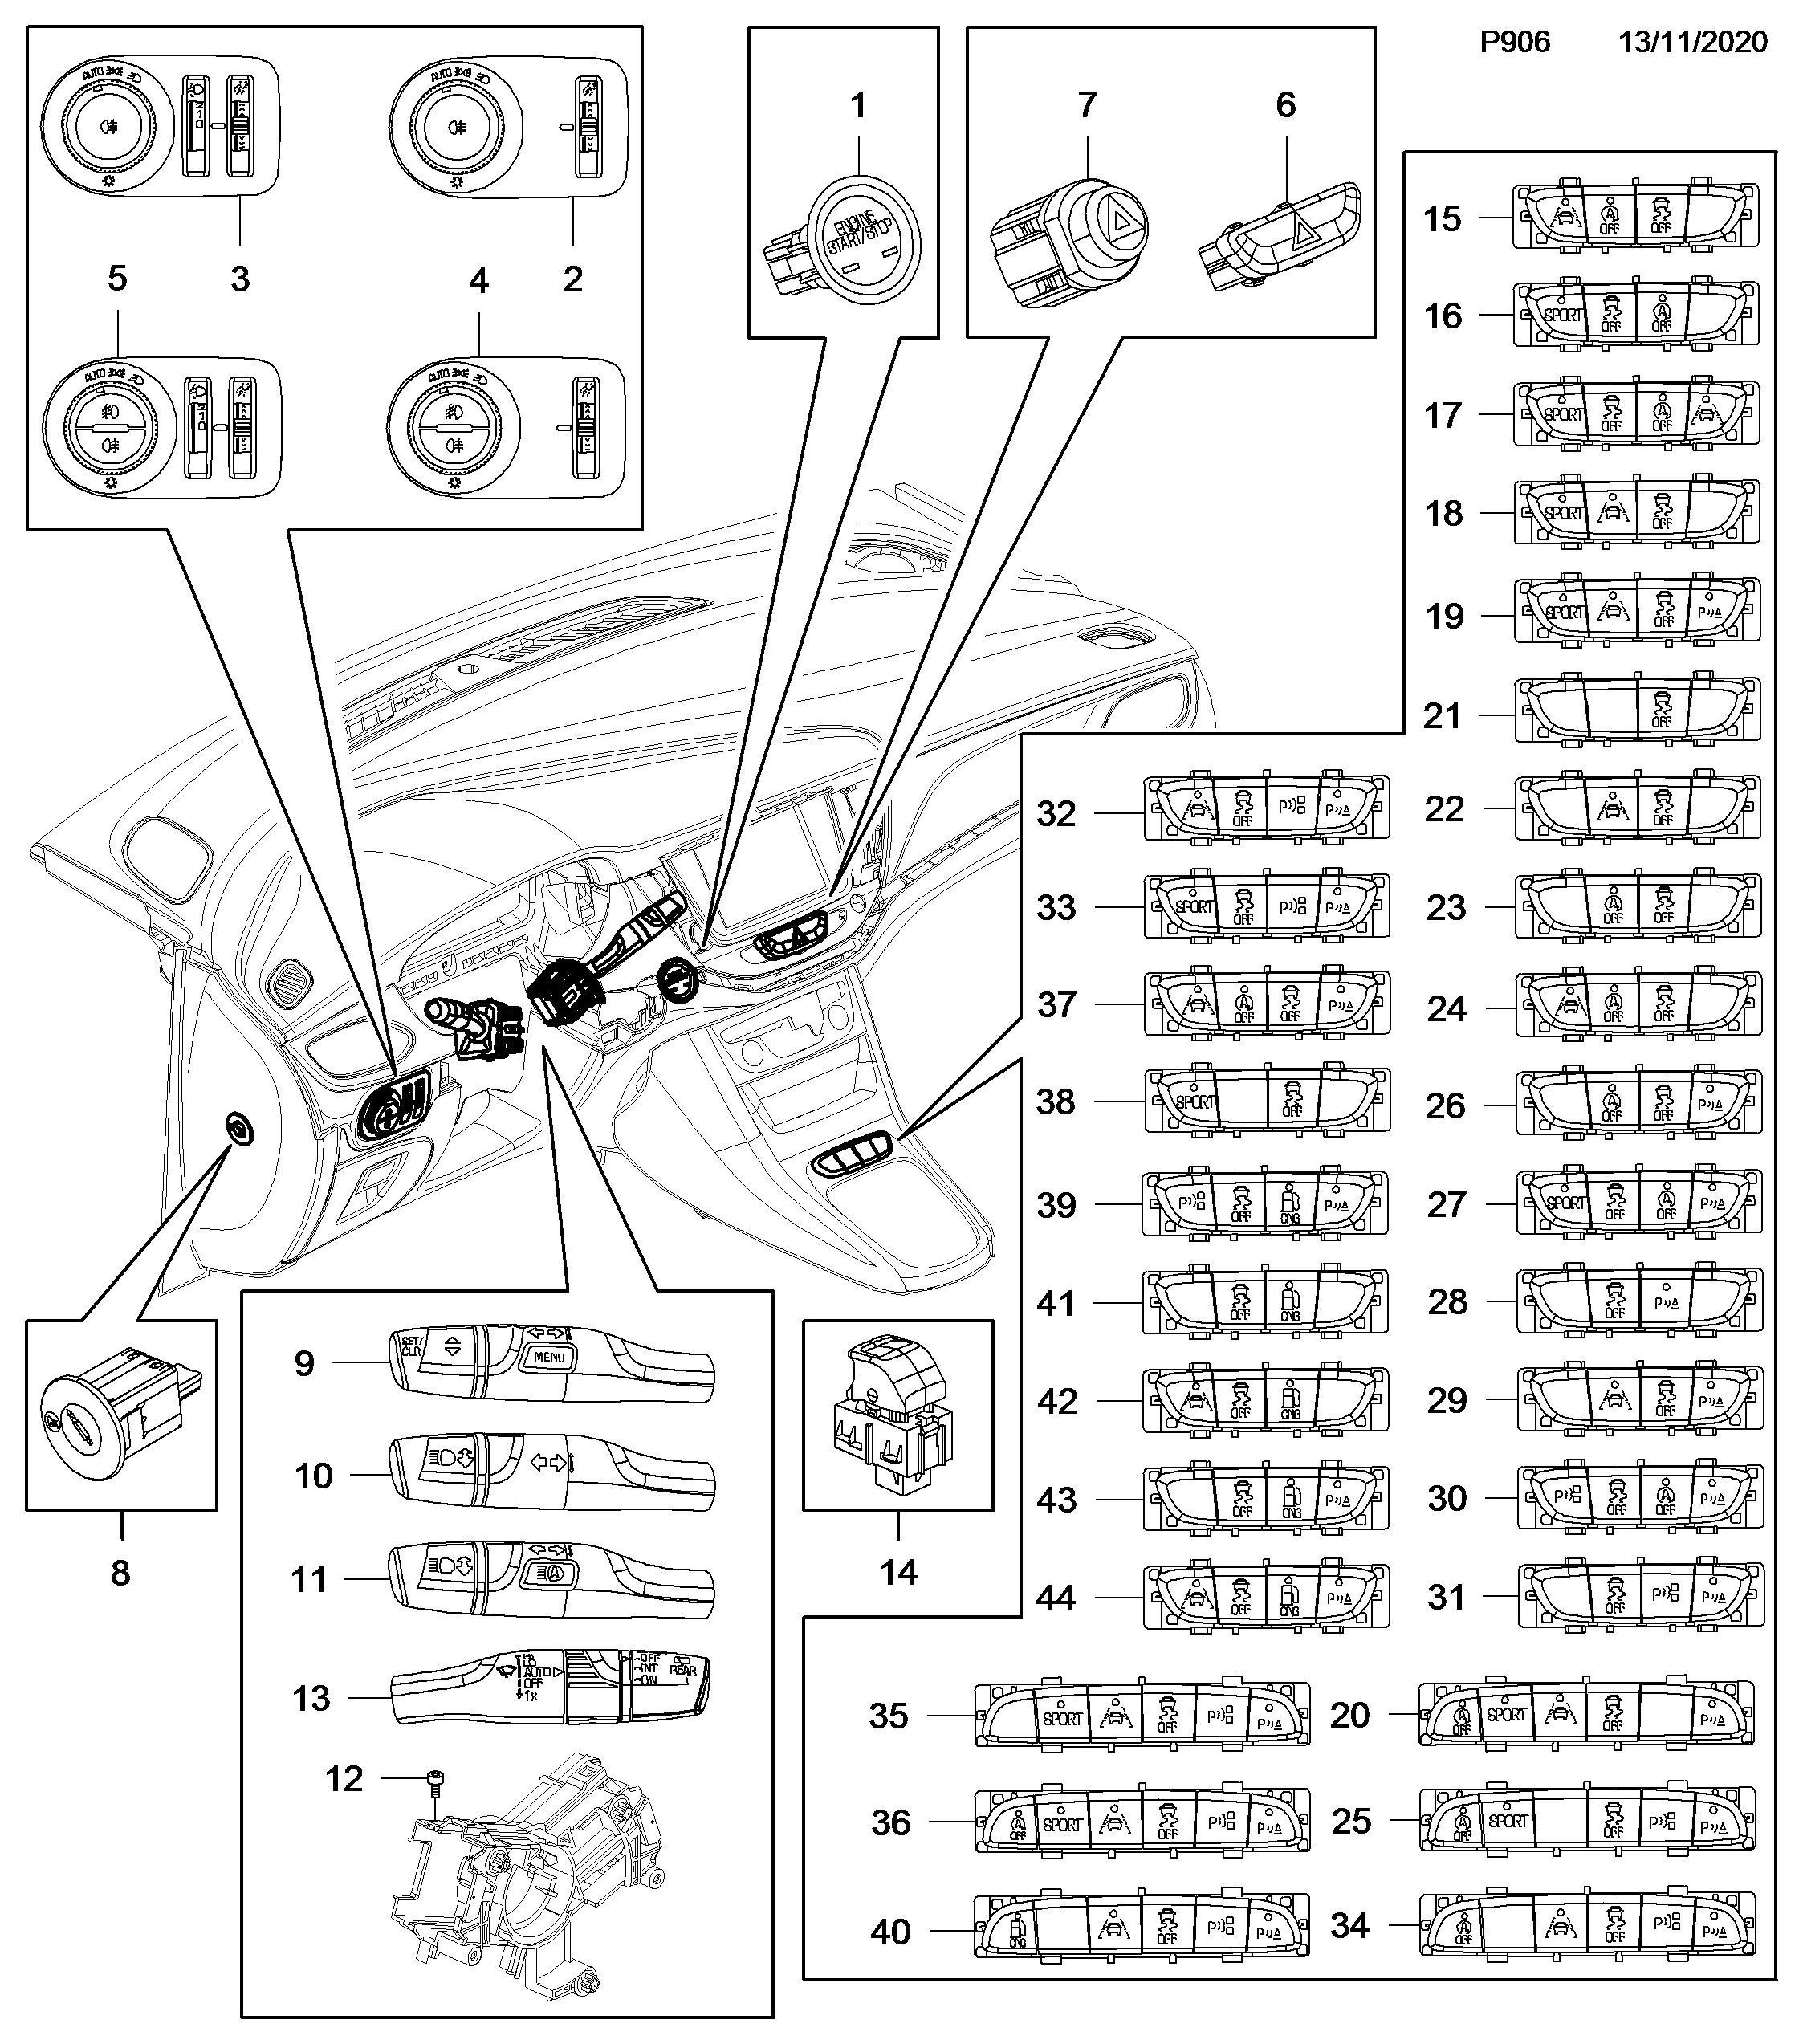 P906 13/11/2020
AUTO
AUTO
1
7
6
ENGINE
START/STOP
5
3
4
2
AUTO
AUTO
15
A OFF
OFF
16
SPORT
OFF
A OFF
17
SPORT
OFF
A OFF
18
SPORT
OFF
19
SPORT
OFF
P
21
OFF
32
OFF
P
P
22
OFF
33
SPORT
OFF
P
P
23
A OFF
OFF
37
A OFF
OFF
P
24
A OFF
OFF
38
SPORT
OFF
26
A OFF
OFF
P
39
P
OFF
CNG
P
27
SPORT
OFF
A OFF
P
41
OFF
CNG
28
OFF
P
42
OFF
CNG
29
OFF
P
43
OFF
CNG
P
30
P
OFF
A OFF
P
44
OFF
CNG
P
31
OFF
P
P
8
9
SET/
CLR
MENU
10
11
A
13
HI
LO
AUTO
OFF
1x
OFF
INT
ON
REAR
12
14
35
SPORT
OFF
P
P
20
A OFF
SPORT
OFF
P
36
A OFF
SPORT
OFF
P
P
25
A OFF
SPORT
OFF
P
P
40
CNG
OFF
P
P
34
A OFF
OFF
P
P